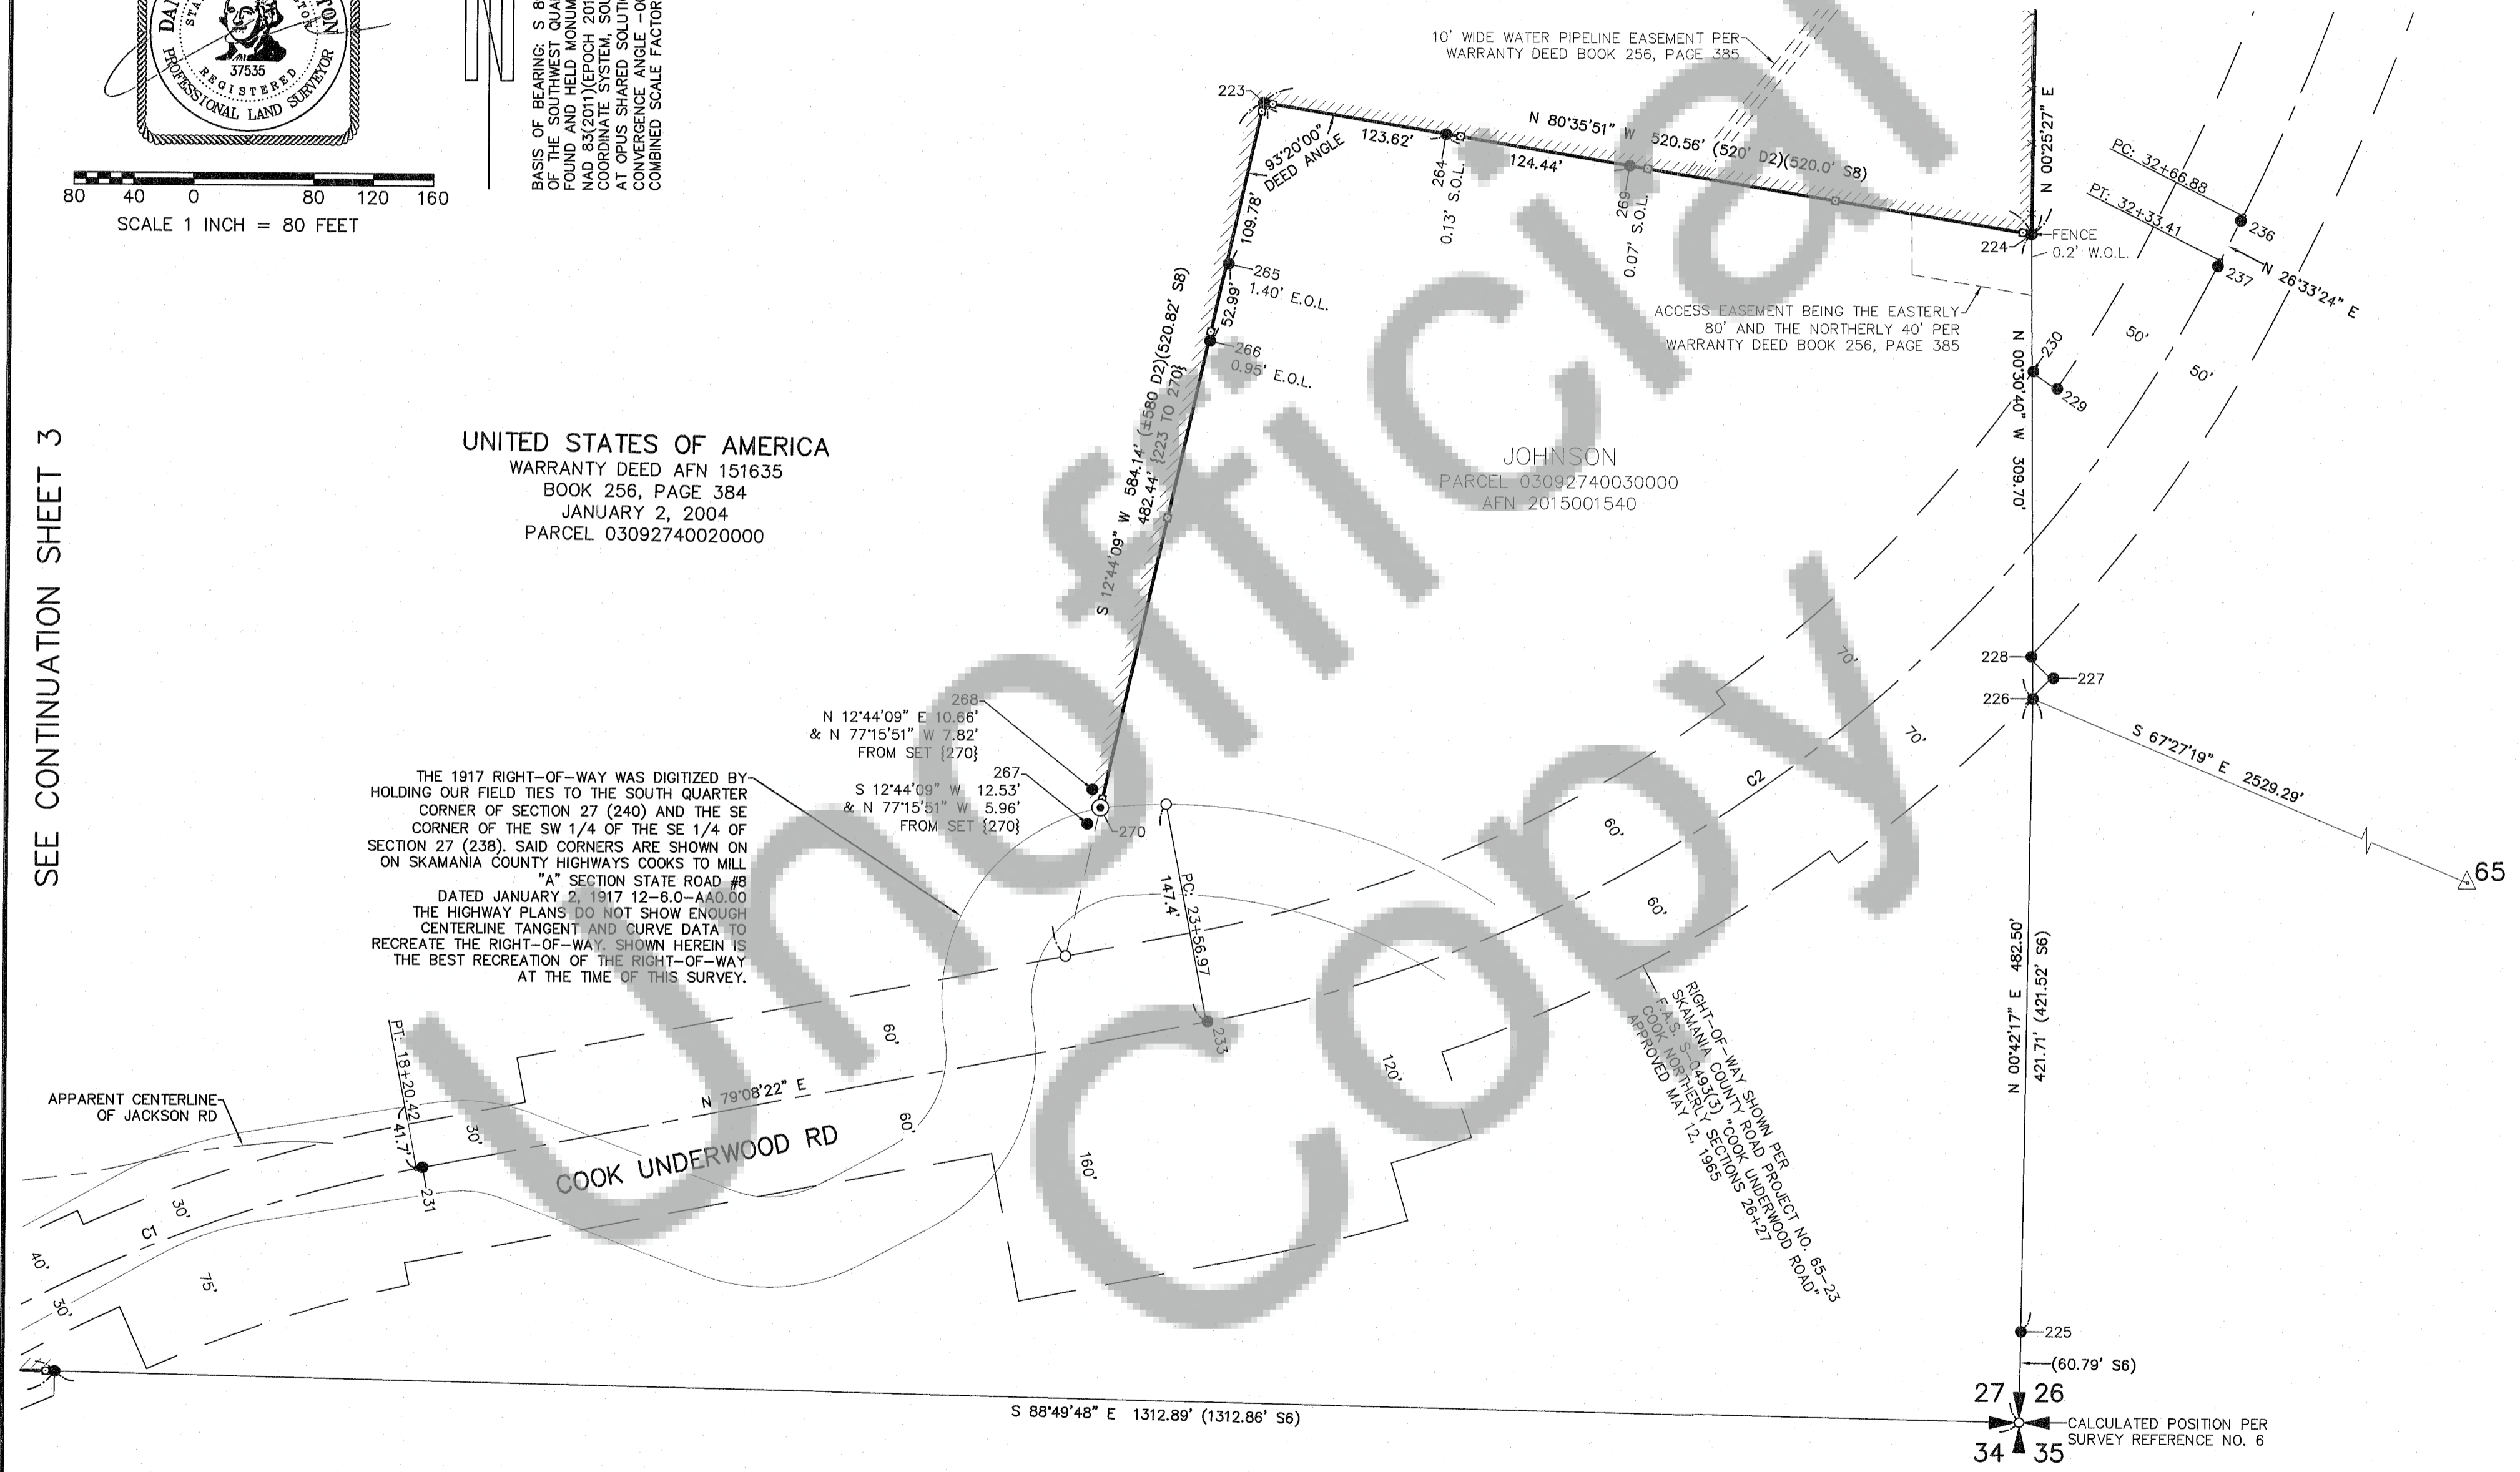 37535
REGISTERED
PROFESSIONAL LAND SURVEYOR
80 40 0 80 120 160
SCALE 1 INCH = 80 FEET
N
BASIS OF BEARING: S 8
OF THE SOUTHWEST QUA
FOUND AND HELD MONUM
NAD 83(2011)(EPOCH 201
COORDINATE SYSTEM, SOU
AT OPUS SHARED SOLUTI
CONVERGENCE ANGLE -0
COMBINED SCALE FACTOR
SEE CONTINUATION SHEET 3
UNITED STATES OF AMERICA
WARRANTY DEED AFN 151635
BOOK 256, PAGE 384
JANUARY 2, 2004
PARCEL 03092740020000
10' WIDE WATER PIPELINE EASEMENT PER
WARRANTY DEED BOOK 256, PAGE 385
223
93°20'00"
DEED ANGLE
123.62'
N 80°35'51" W 520.56' (520' D2)(520.0' S8)
264
0.13' S.O.L.
124.44'
269
0.07' S.O.L.
109.78'
265
1.40' E.O.L.
52.99'
266
0.95' E.O.L.
S 12°44'09" W 584.14' (±580 D2)(520.82' S8)
482.44' {223 TO 270}
N 00°25'27" E
224
FENCE
0.2' W.O.L.
PC: 32+66.88
236
PT: 32+33.41
237
N 26°33'24" E
ACCESS EASEMENT BEING THE EASTERLY
80' AND THE NORTHERLY 40' PER
WARRANTY DEED BOOK 256, PAGE 385
50'
50'
230
229
N 00°30'40" W 309.70'
JOHNSON
PARCEL 03092740030000
AFN 2015001540
70'
70'
228
227
226
S 67°27'19" E 2529.29'
65
268
N 12°44'09" E 10.66'
& N 77°15'51" W 7.82'
FROM SET {270}
267
S 12°44'09" W 12.53'
& N 77°15'51" W 5.96'
FROM SET {270}
270
THE 1917 RIGHT-OF-WAY WAS DIGITIZED BY
HOLDING OUR FIELD TIES TO THE SOUTH QUARTER
CORNER OF SECTION 27 (240) AND THE SE
CORNER OF THE SW 1/4 OF THE SE 1/4 OF
SECTION 27 (238). SAID CORNERS ARE SHOWN ON
ON SKAMANIA COUNTY HIGHWAYS COOKS TO MILL
"A" SECTION STATE ROAD #8
DATED JANUARY 2, 1917 12-6.0-AA0.00
THE HIGHWAY PLANS DO NOT SHOW ENOUGH
CENTERLINE TANGENT AND CURVE DATA TO
RECREATE THE RIGHT-OF-WAY. SHOWN HEREIN IS
THE BEST RECREATION OF THE RIGHT-OF-WAY
AT THE TIME OF THIS SURVEY.
PC: 23+56.97
147.4'
233
C2
60'
60'
60'
60'
120'
160'
RIGHT-OF-WAY SHOWN PER
SKAMANIA COUNTY ROAD PROJECT NO. 65-23
F.A.S. S-0493(3) "COOK UNDERWOOD ROAD"
COOK NORTHERLY SECTIONS 26+27
APPROVED MAY 12, 1965
N 00°42'17" E 482.50'
421.71' (421.52' S6)
APPARENT CENTERLINE
OF JACKSON RD
PT: 18+20.42
41.7'
231
30'
30'
C1
40'
30'
75'
N 79°08'22" E
COOK UNDERWOOD RD
225
(60.79' S6)
S 88°49'48" E 1312.89' (1312.86' S6)
27 26
34 35
CALCULATED POSITION PER
SURVEY REFERENCE NO. 6
Unofficial
Copy